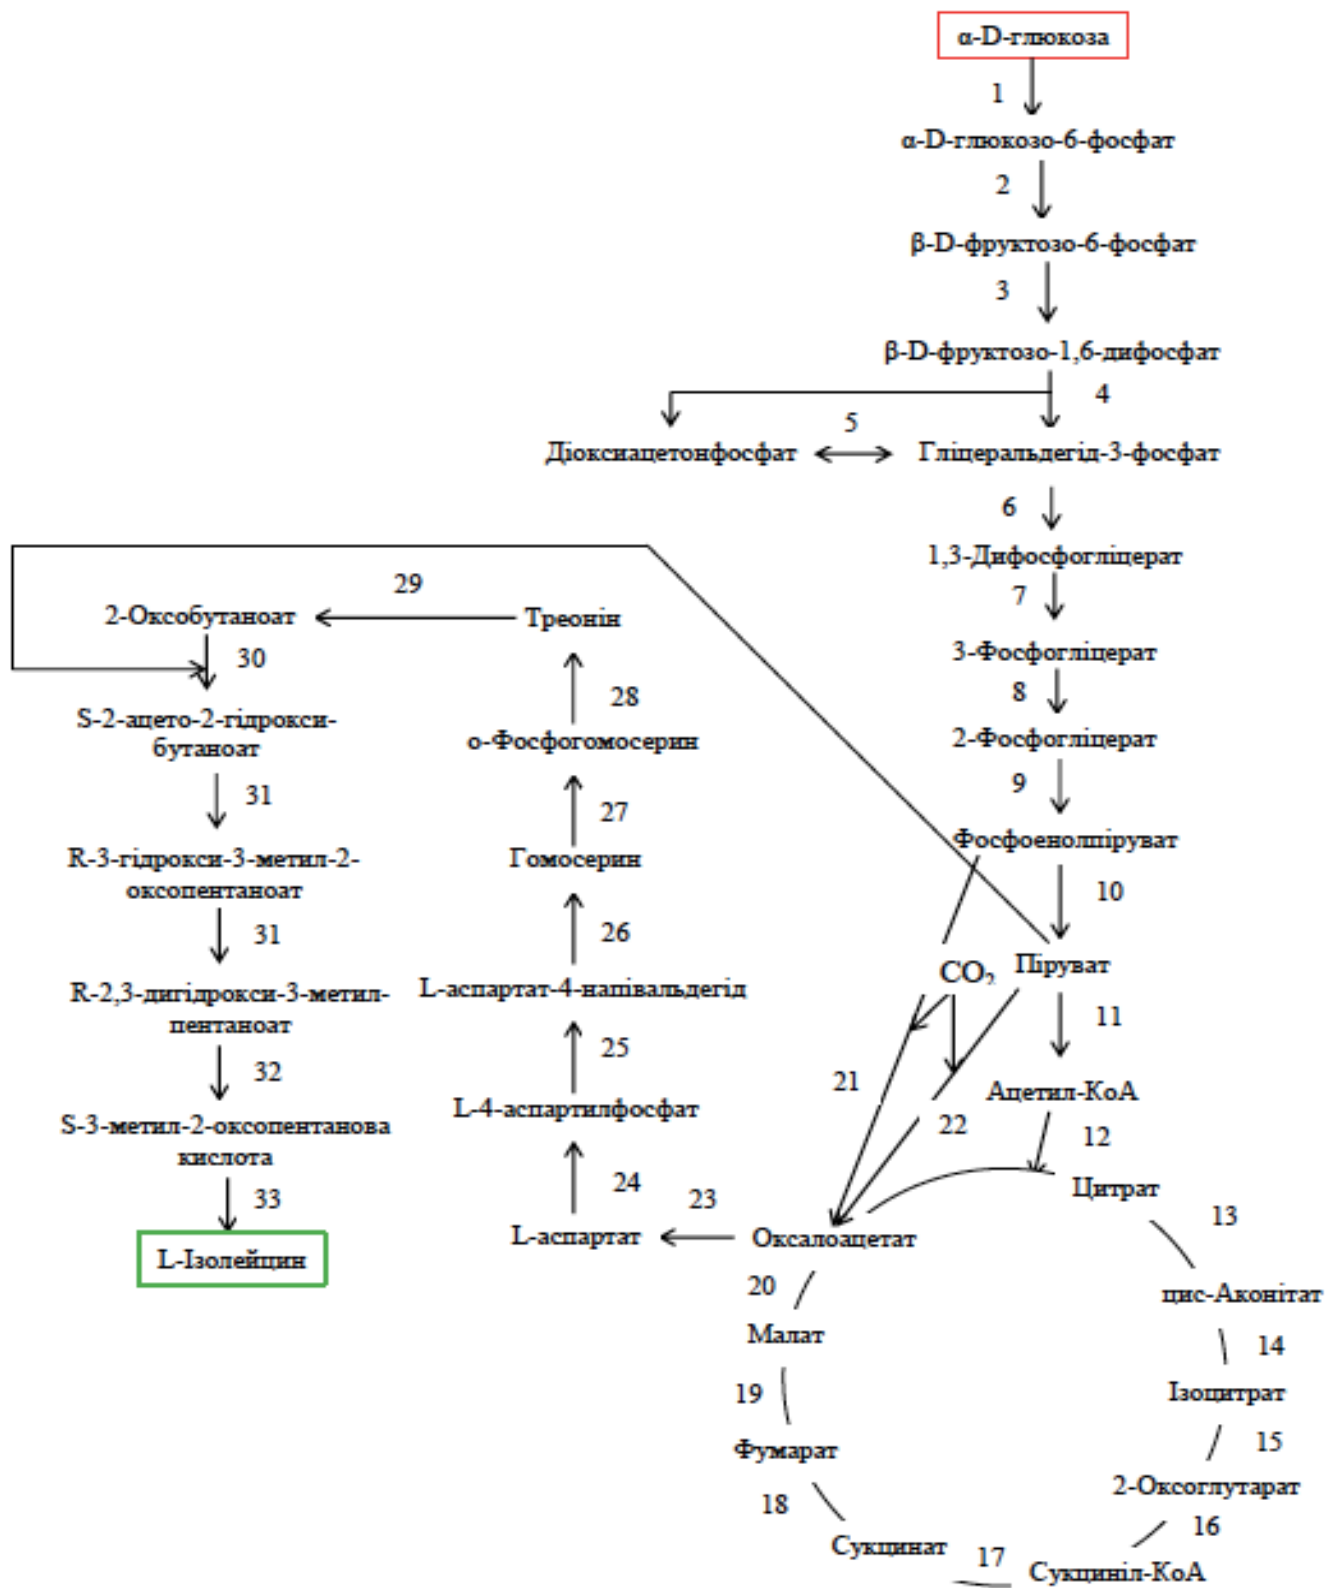 α-D-глюкоза
1
α-D-глюкозо-6-фосфат
2
β-D-фруктозо-6-фосфат
3
β-D-фруктозо-1,6-дифосфат
4
5
Діоксиацетонфосфат
Гліцеральдегід-3-фосфат
6
1,3-Дифосфогліцерат
7
29
2-Оксобутаноат
Треонін
30
3-Фосфогліцерат
8
28
S-2-ацето-2-гідрокси-
бутаноат
о-Фосфогомосерин
2-Фосфогліцерат
9
31
27
Фосфоенолпіруват
R-3-гідрокси-3-метил-2-
оксопентаноат
Гомосерин
10
31
26
CO₂
Піруват
R-2,3-дигідрокси-3-метил-
пентаноат
L-аспартат-4-напівальдегід
11
32
25
21
Ацетил-КоА
S-3-метил-2-оксопентанова
кислота
L-4-аспартилфосфат
22
12
33
24
23
Цитрат
13
L-Ізолейцин
L-аспартат
Оксалоацетат
20
цис-Аконітат
Малат
14
19
Ізоцитрат
Фумарат
15
18
2-Оксоглутарат
16
Сукцинат
17
Сукциніл-КоА